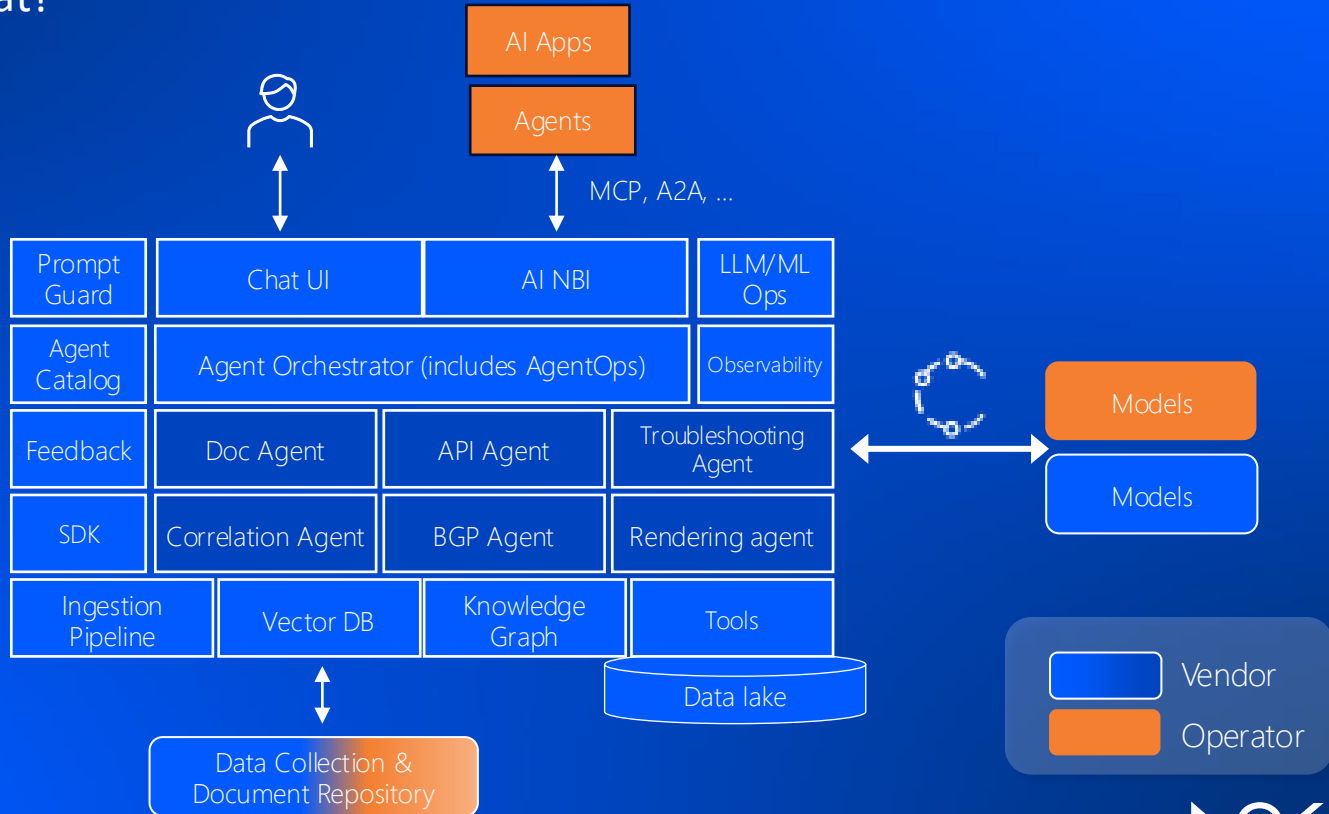 AI Apps
Agents
MCP, A2A, ...
Prompt
Guard
Chat UI
AI NBI
LLM/ML
Ops
Agent
Catalog
Agent Orchestrator (includes AgentOps)
Observability
Feedback
Doc Agent
API Agent
Troubleshooting
Agent
Models
SDK
Correlation Agent
BGP Agent
Rendering agent
Models
Ingestion
Pipeline
Vector DB
Knowledge
Graph
Tools
Data lake
Vendor
Operator
Data Collection &
Document Repository